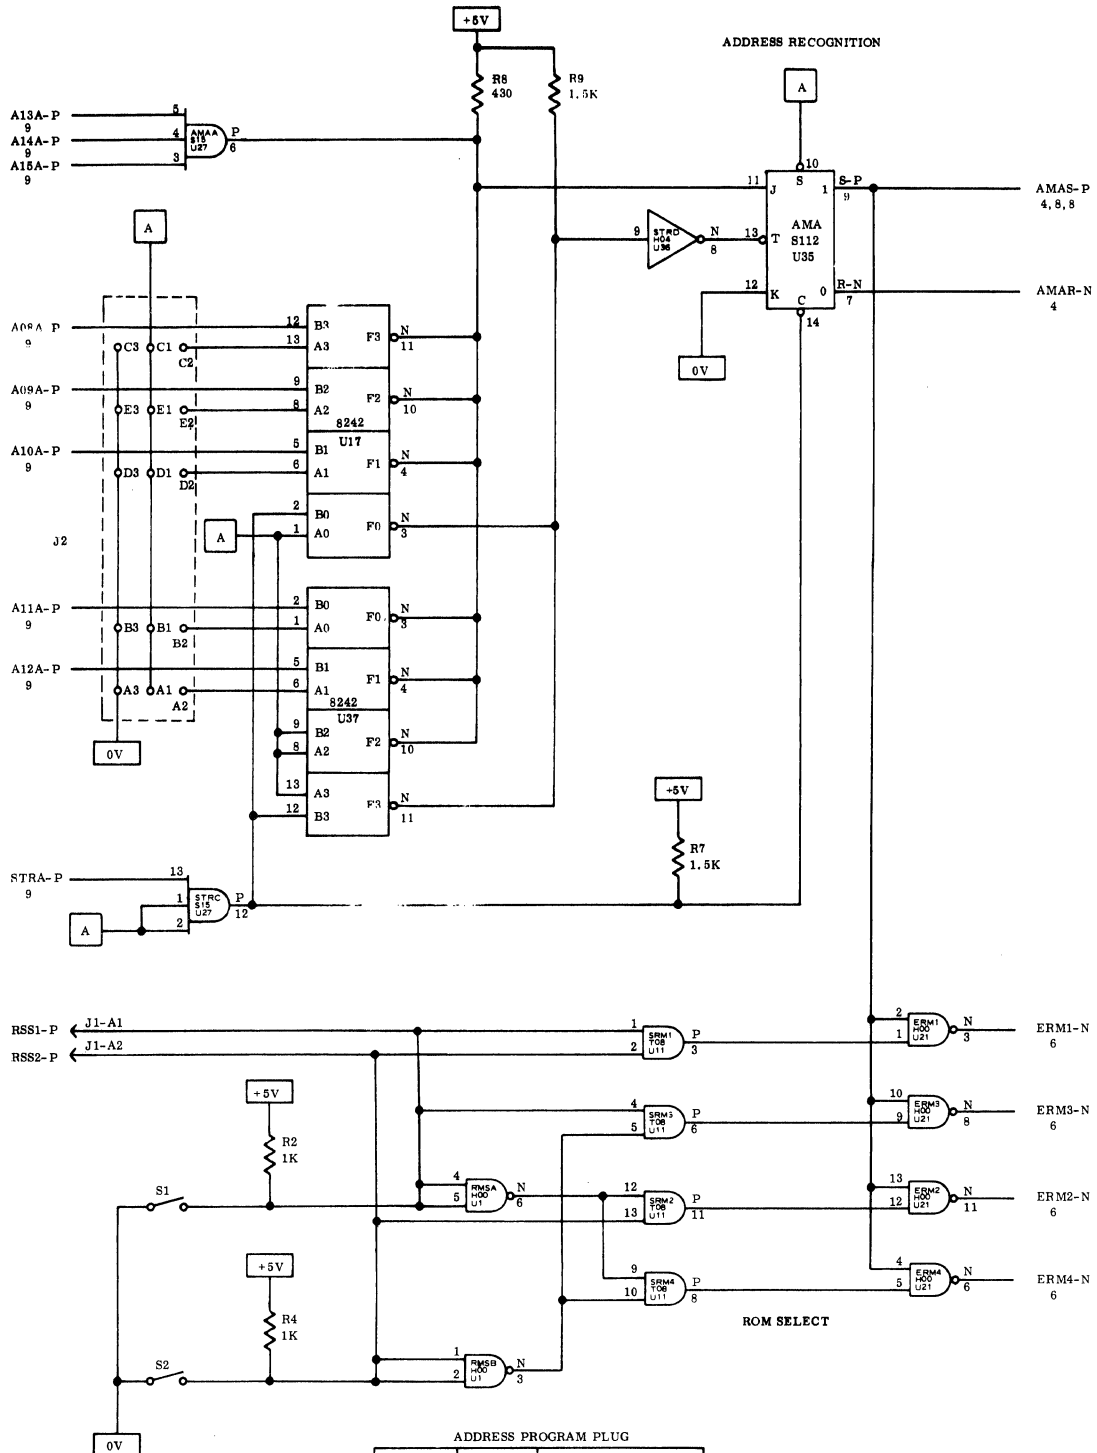 +5V
ADDRESS RECOGNITION
R8
430
R9
1.5K
A
A13A-P
9
5
A14A-P
9
4
A15A-P
9
3
AMAA
S15
U27
P
6
10
S
11
J
1
S-P
9
AMAS-P
4,8,8
AMA
S112
U35
9
STRD
H04
U36
N
8
13
T
12
K
C
0
R-N
7
AMAR-N
4
14
0V
A
A08A-P
9
12
B3
13
A3
F3
N
11
C3
C1
C2
A09A-P
9
9
B2
8
A2
F2
N
10
E3
E1
E2
8242
U17
A10A-P
9
5
B1
6
A1
F1
N
4
D3
D1
D2
2
B0
1
A0
F0
N
3
A
J2
A11A-P
9
2
B0
1
A0
F0
N
3
B3
B1
B2
A12A-P
9
5
B1
6
A1
F1
N
4
A3
A1
A2
8242
U37
9
B2
8
A2
F2
N
10
0V
13
A3
12
B3
F3
N
11
+5V
R7
1.5K
STRA-P
9
13
1
2
STRC
S15
U27
P
12
A
RSS1-P
J1-A1
RSS2-P
J1-A2
1
2
SRM1
T08
U11
P
3
2
1
ERM1
H00
U21
N
3
ERM1-N
6
+5V
R2
1K
4
5
SRM3
T08
U11
P
6
10
9
ERM3
H00
U21
N
8
ERM3-N
6
S1
4
5
RMSA
H00
U1
N
6
12
13
SRM2
T08
U11
P
11
13
12
ERM2
H00
U21
N
11
ERM2-N
6
+5V
R4
1K
9
10
SRM4
T08
U11
P
8
4
5
ERM4
H00
U21
N
6
ERM4-N
6
ROM SELECT
S2
1
2
RMSB
H00
U1
N
3
0V
ADDRESS PROGRAM PLUG